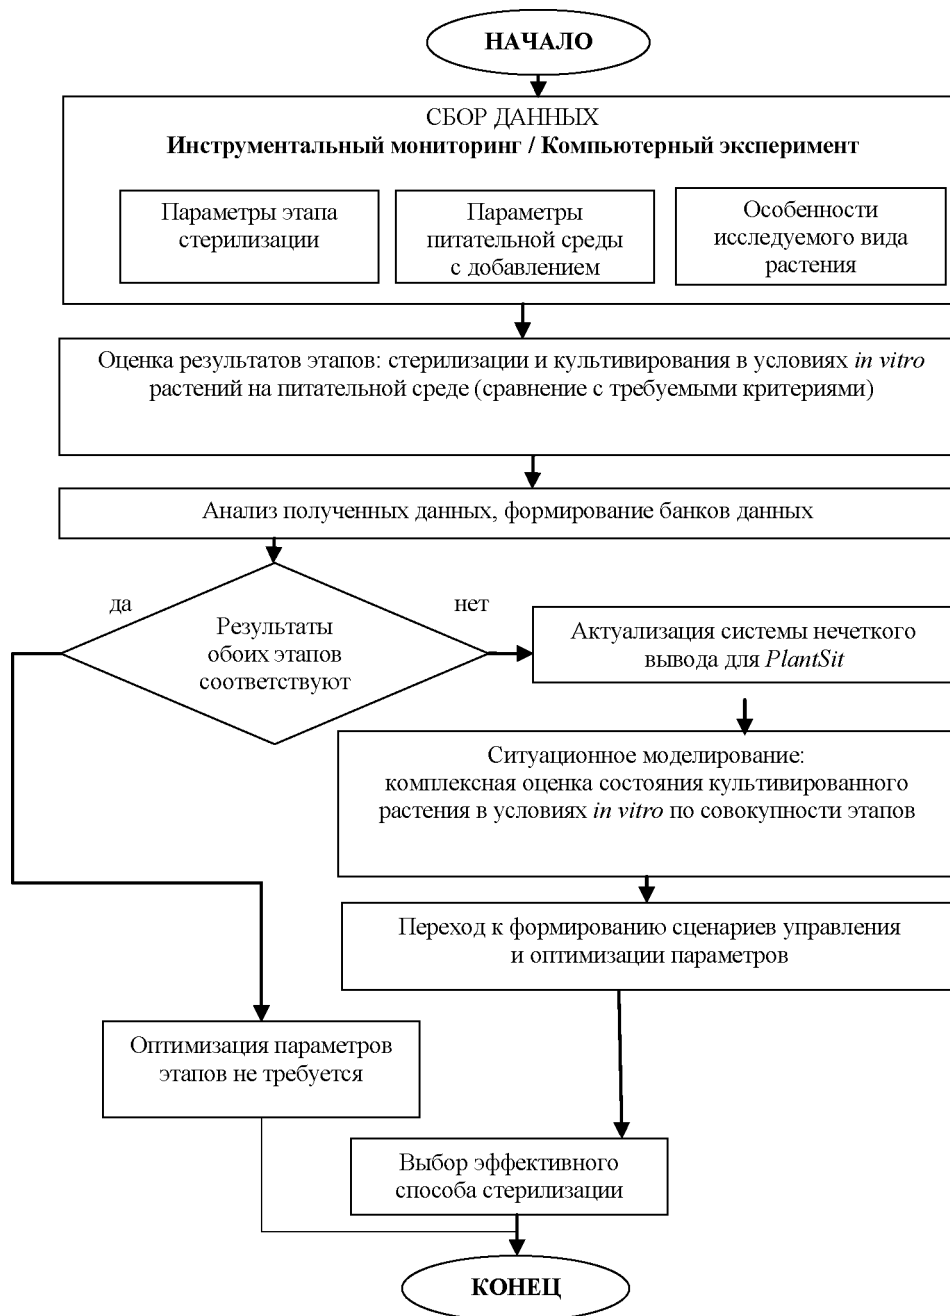 НАЧАЛО
СБОР ДАННЫХ
Инструментальный мониторинг / Компьютерный эксперимент
Параметры этапа
стерилизации
Параметры
питательной среды
с добавлением
Особенности
исследуемого вида
растения
Оценка результатов этапов: стерилизации и культивирования в условиях in vitro
растений на питательной среде (сравнение с требуемыми критериями)
Анализ полученных данных, формирование банков данных
да
нет
Результаты
обоих этапов
соответствуют
Актуализация системы нечеткого
вывода для PlantSit
Ситуационное моделирование:
комплексная оценка состояния культивированного
растения в условиях in vitro по совокупности этапов
Переход к формированию сценариев управления
и оптимизации параметров
Оптимизация параметров
этапов не требуется
Выбор эффективного
способа стерилизации
КОНЕЦ